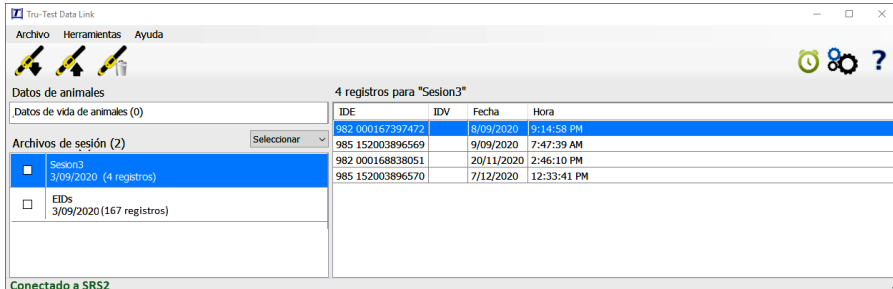 Tru-Test Data Link
Archivo Herramientas Ayuda
?
Datos de animales
Datos de vida de animales (0)
Archivos de sesión (2)
Seleccionar
Sesion3
3/09/2020 (4 registros)
EIDs
3/09/2020 (167 registros)
4 registros para "Sesion3"
IDE IDV Fecha Hora
982 000167397472 8/09/2020 9:14:58 PM
985 152003896569 9/09/2020 7:47:39 AM
982 000168838051 20/11/2020 2:46:10 PM
985 152003896570 7/12/2020 12:33:41 PM
Conectado a SRS2